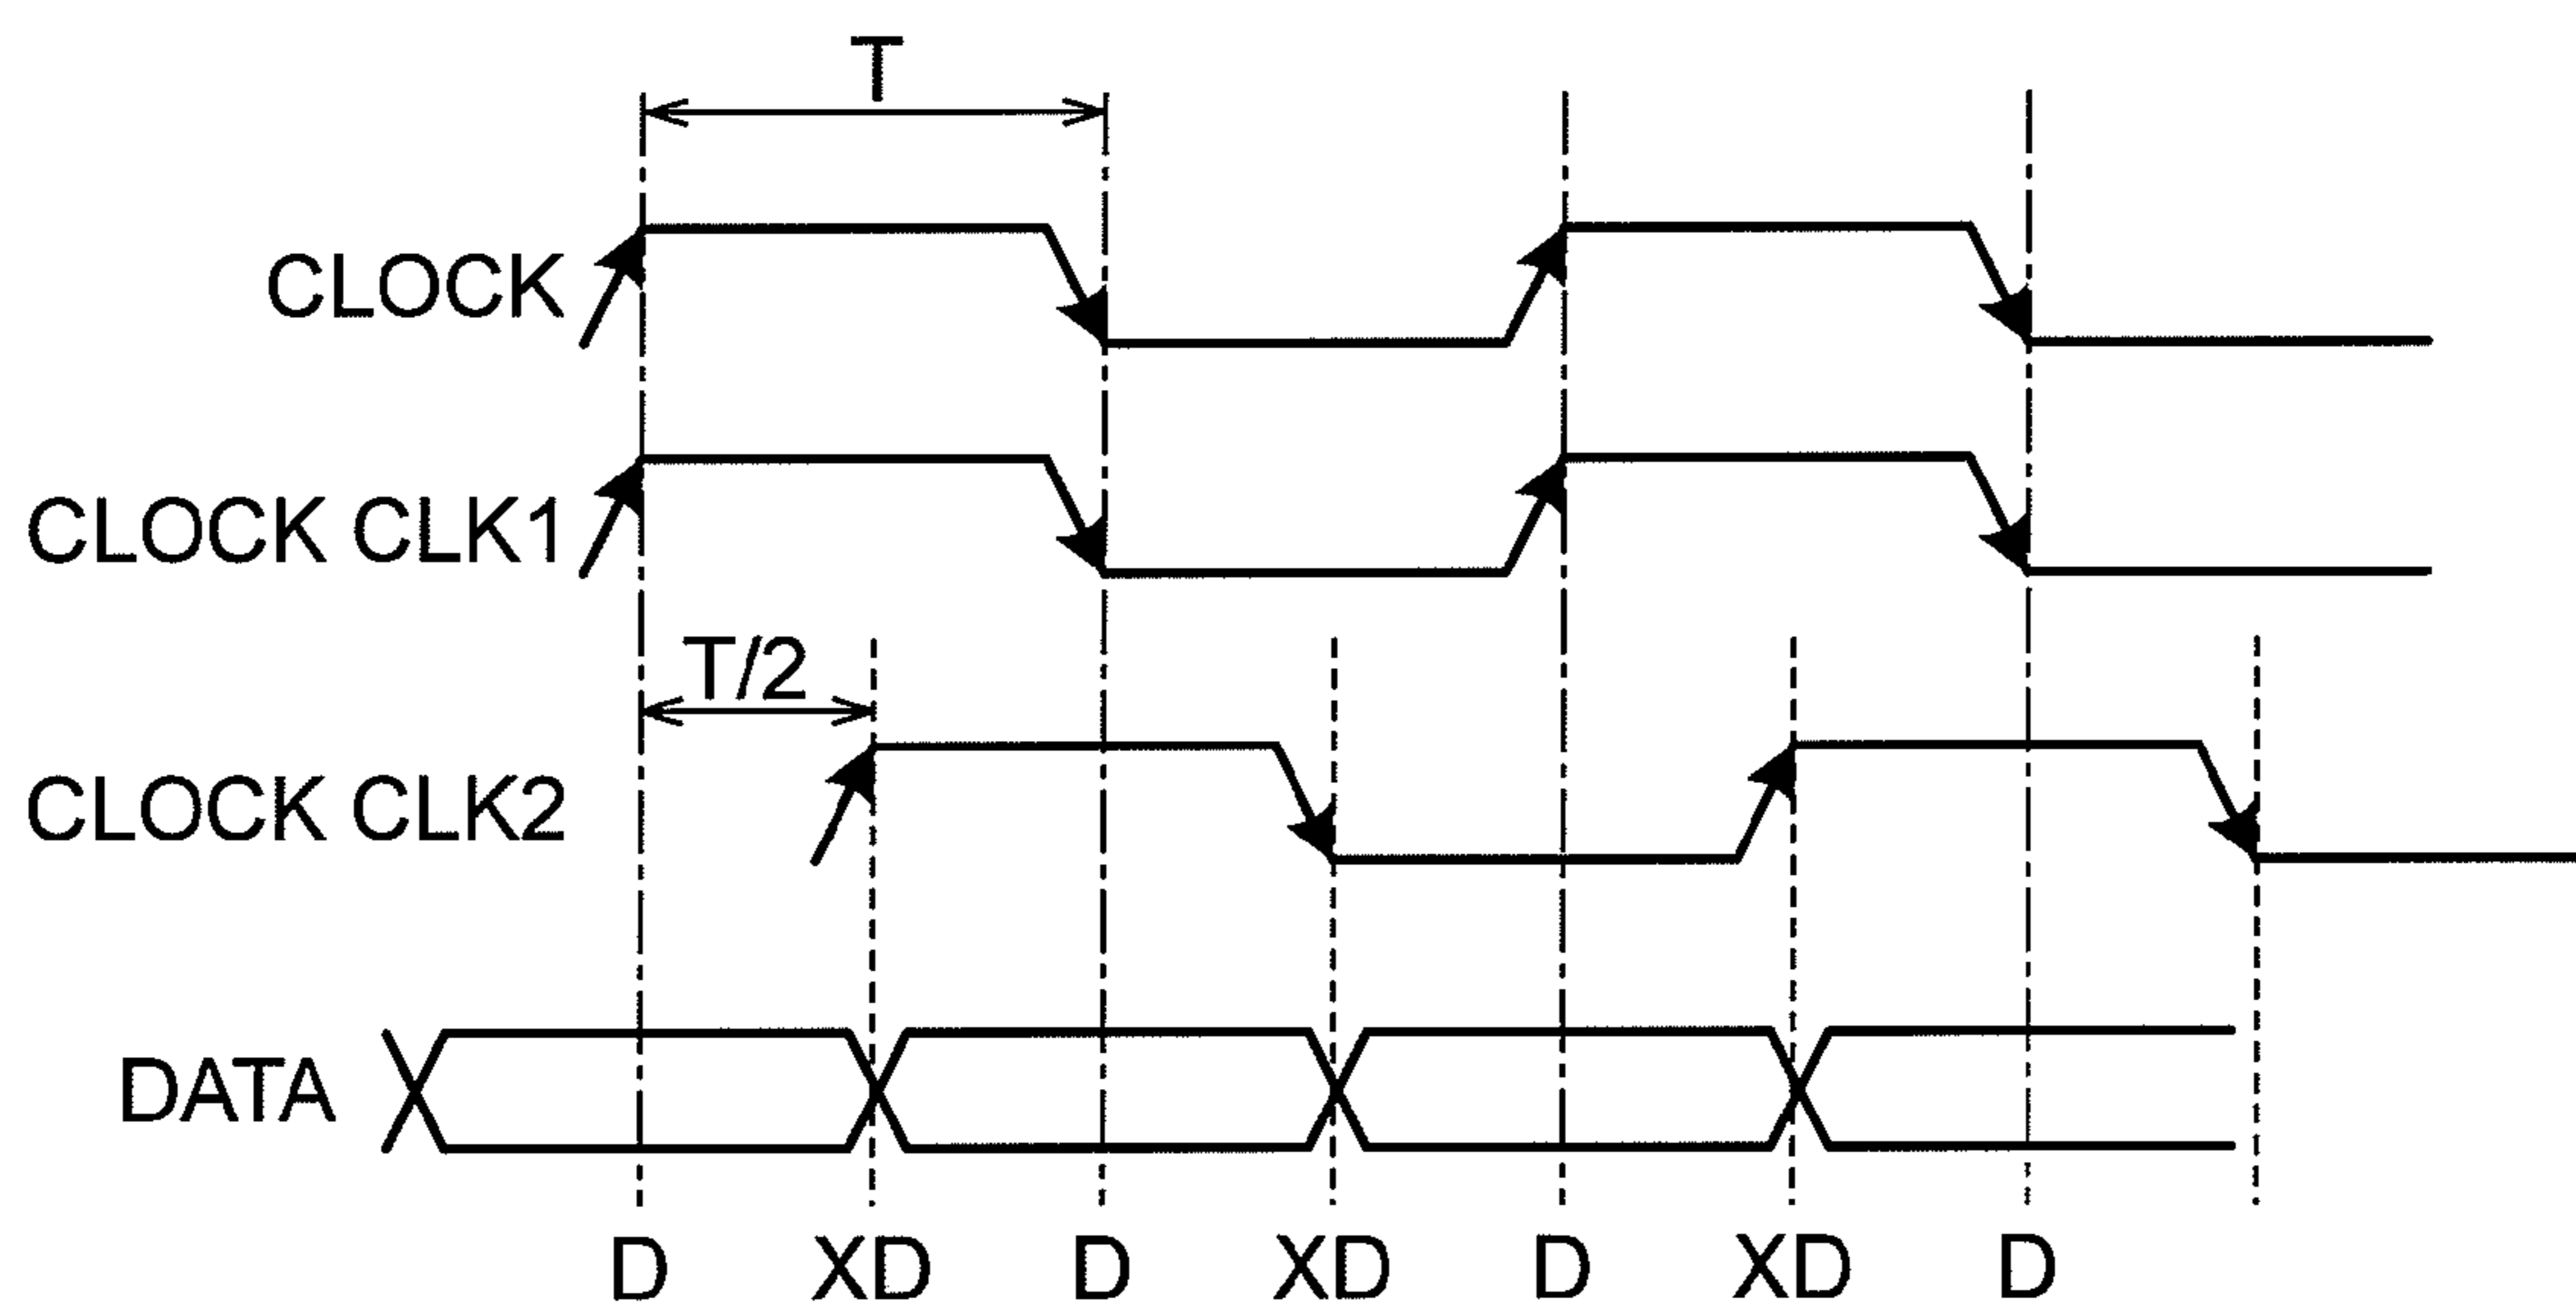 T
CLOCK
CLOCK CLK1
T/2
CLOCK CLK2
DATA
D XD D XD D XD D